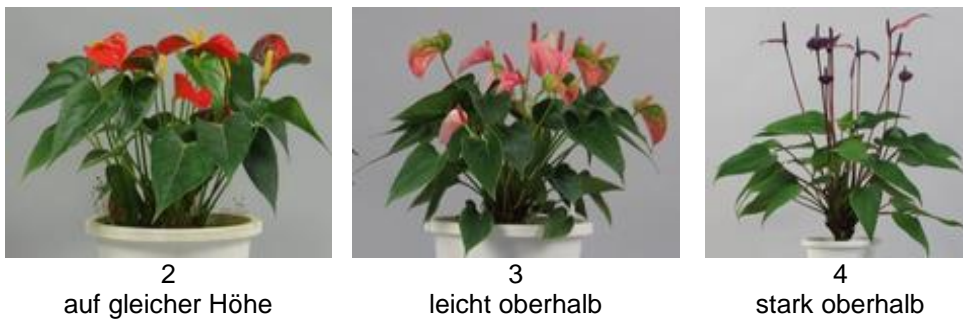 2
auf gleicher Höhe
3
leicht oberhalb
4
stark oberhalb